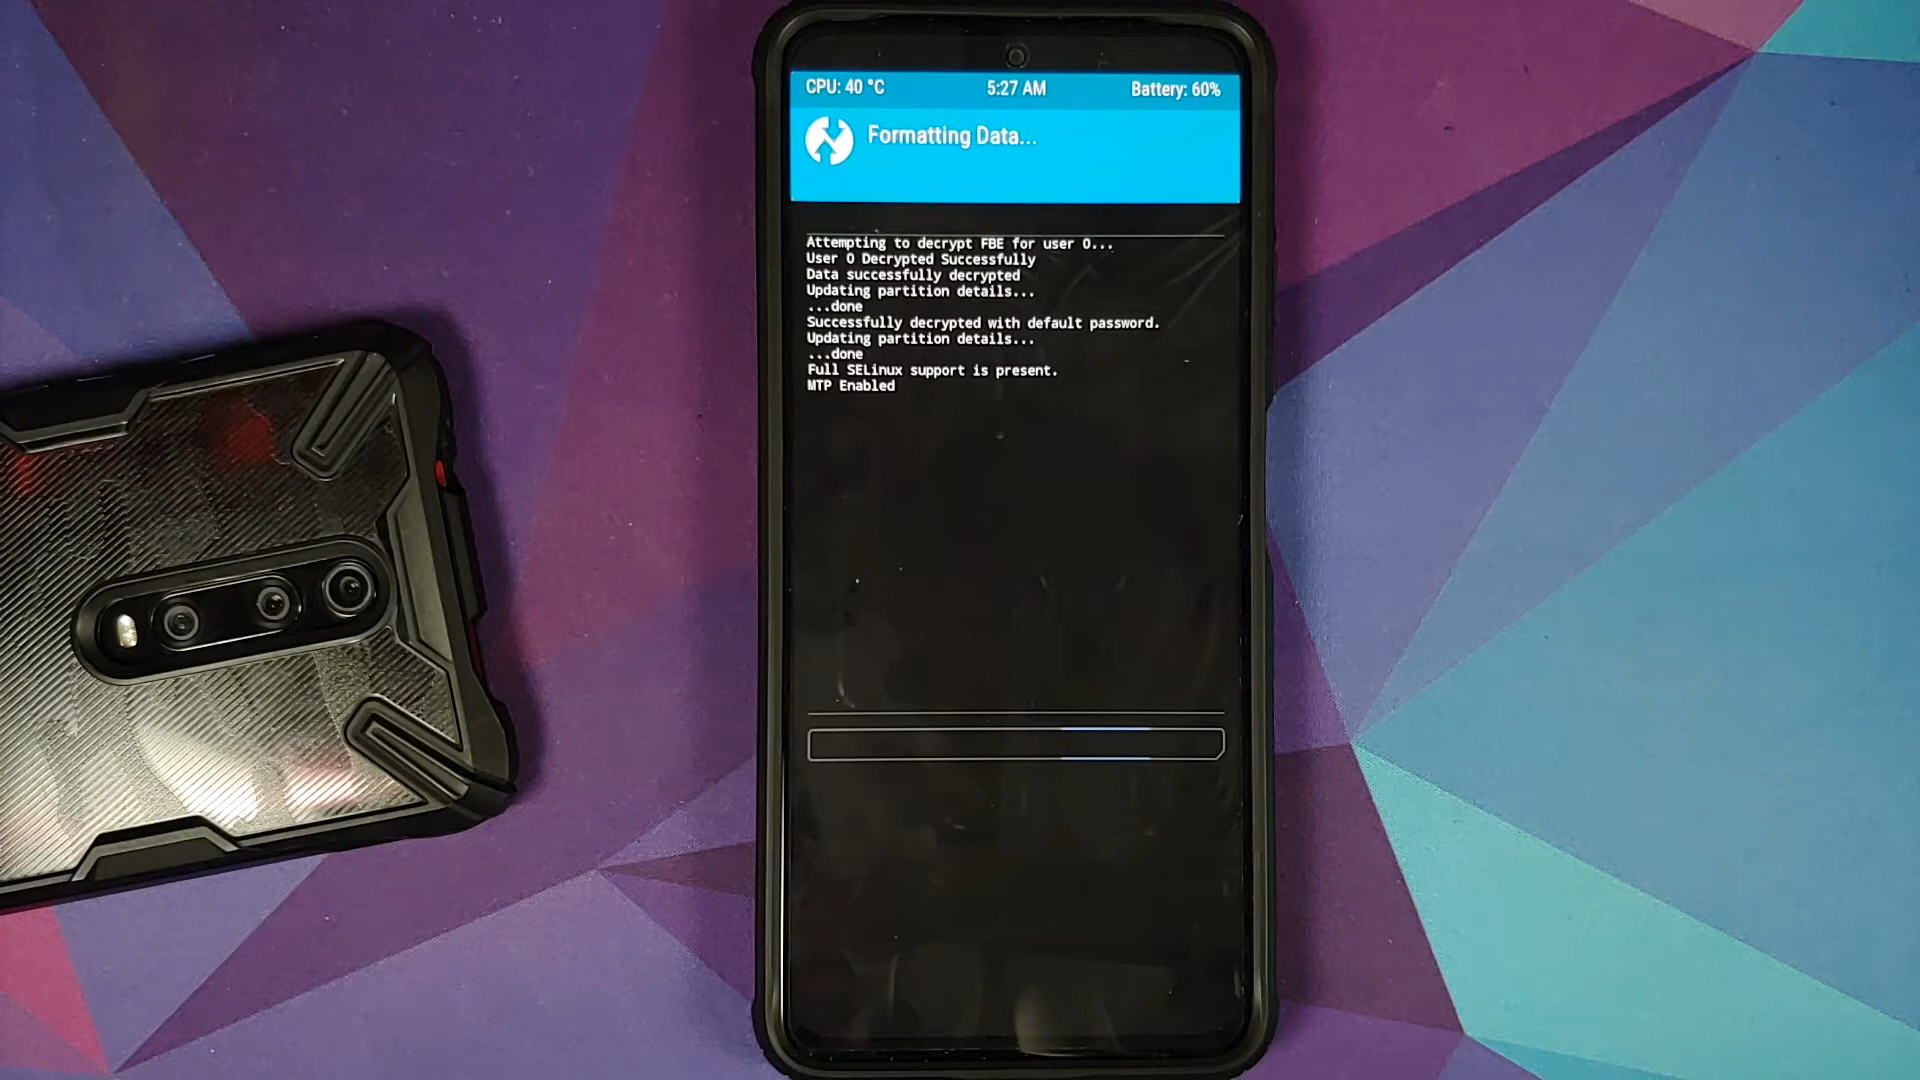 CPU: 40 °C 5:27 AM Battery: 60%
Formatting Data...
Attempting to decrypt FBE for user 0...
User 0 Decrypted Successfully
Data successfully decrypted
Updating partition details...
...done
Successfully decrypted with default password.
Updating partition details...
...done
Full SELinux support is present.
MTP Enabled